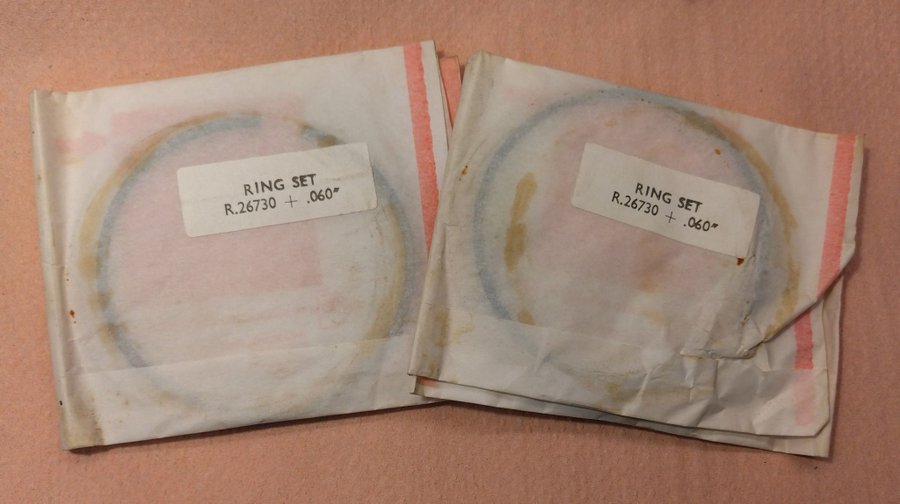 RING SET
R.26730 + .060"
RING SET
R.26730 + .060"